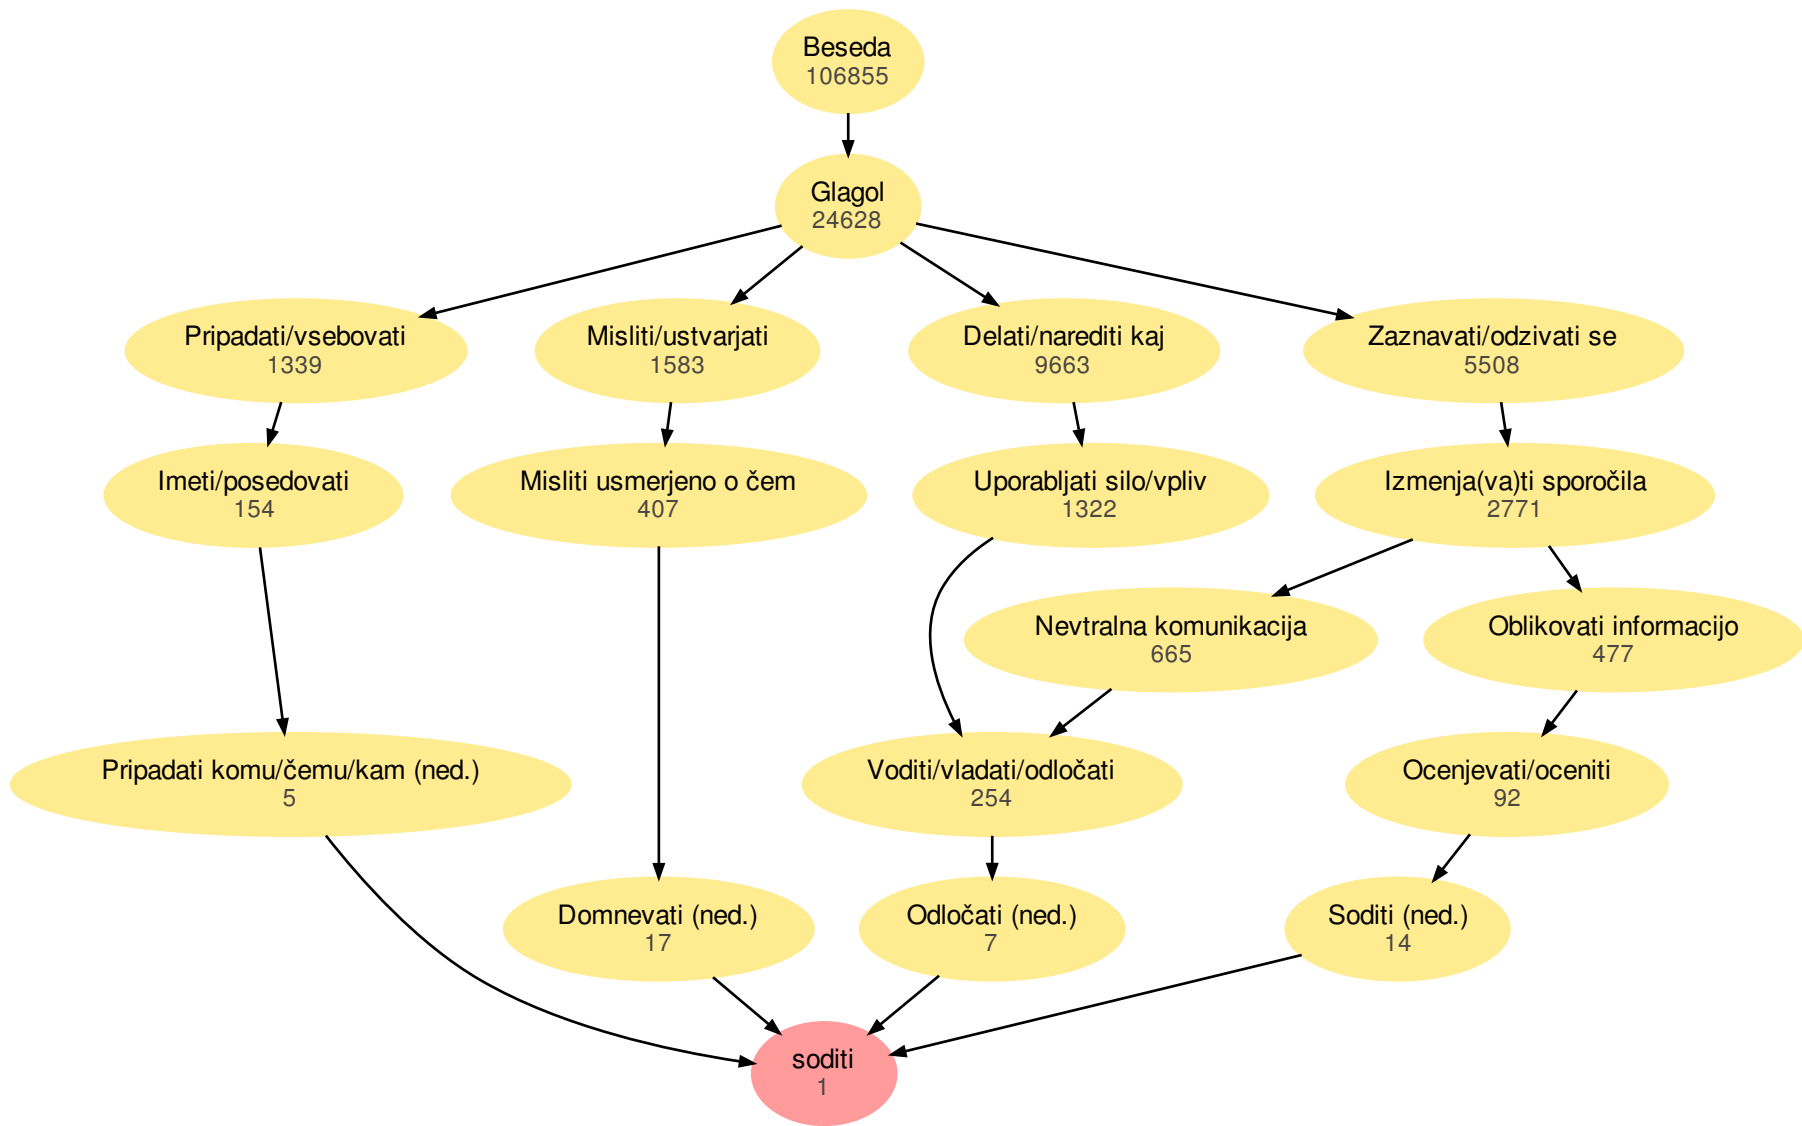 Beseda
106855
Glagol
24628
Pripadati/vsebovati
1339
Misliti/ustvarjati
1583
Delati/narediti kaj
9663
Zaznavati/odzivati se
5508
Imeti/posedovati
154
Misliti usmerjeno o čem
407
Uporabljati silo/vpliv
1322
Izmenja(va)ti sporočila
2771
Nevtralna komunikacija
665
Oblikovati informacijo
477
Pripadati komu/čemu/kam (ned.)
5
Voditi/vladati/odločati
254
Ocenjevati/oceniti
92
Domnevati (ned.)
17
Odločati (ned.)
7
Soditi (ned.)
14
soditi
1